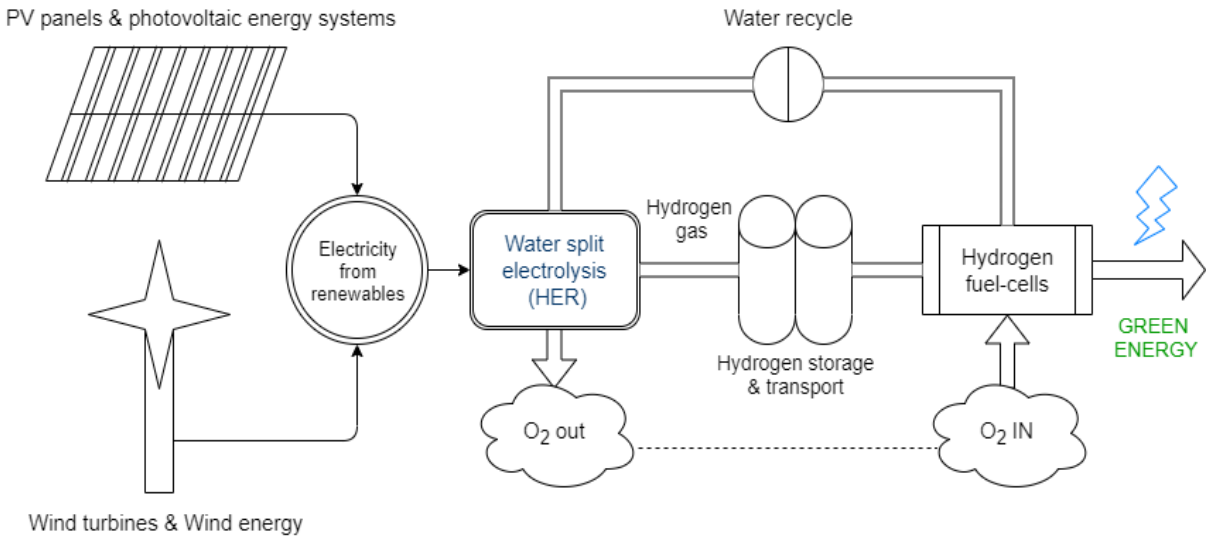 PV panels & photovoltaic energy systems
Water recycle
Electricity
from
renewables
Water split
electrolysis
(HER)
Hydrogen
gas
Hydrogen
fuel-cells
GREEN
ENERGY
Hydrogen storage
& transport
O₂ out
O₂ IN
Wind turbines & Wind energy